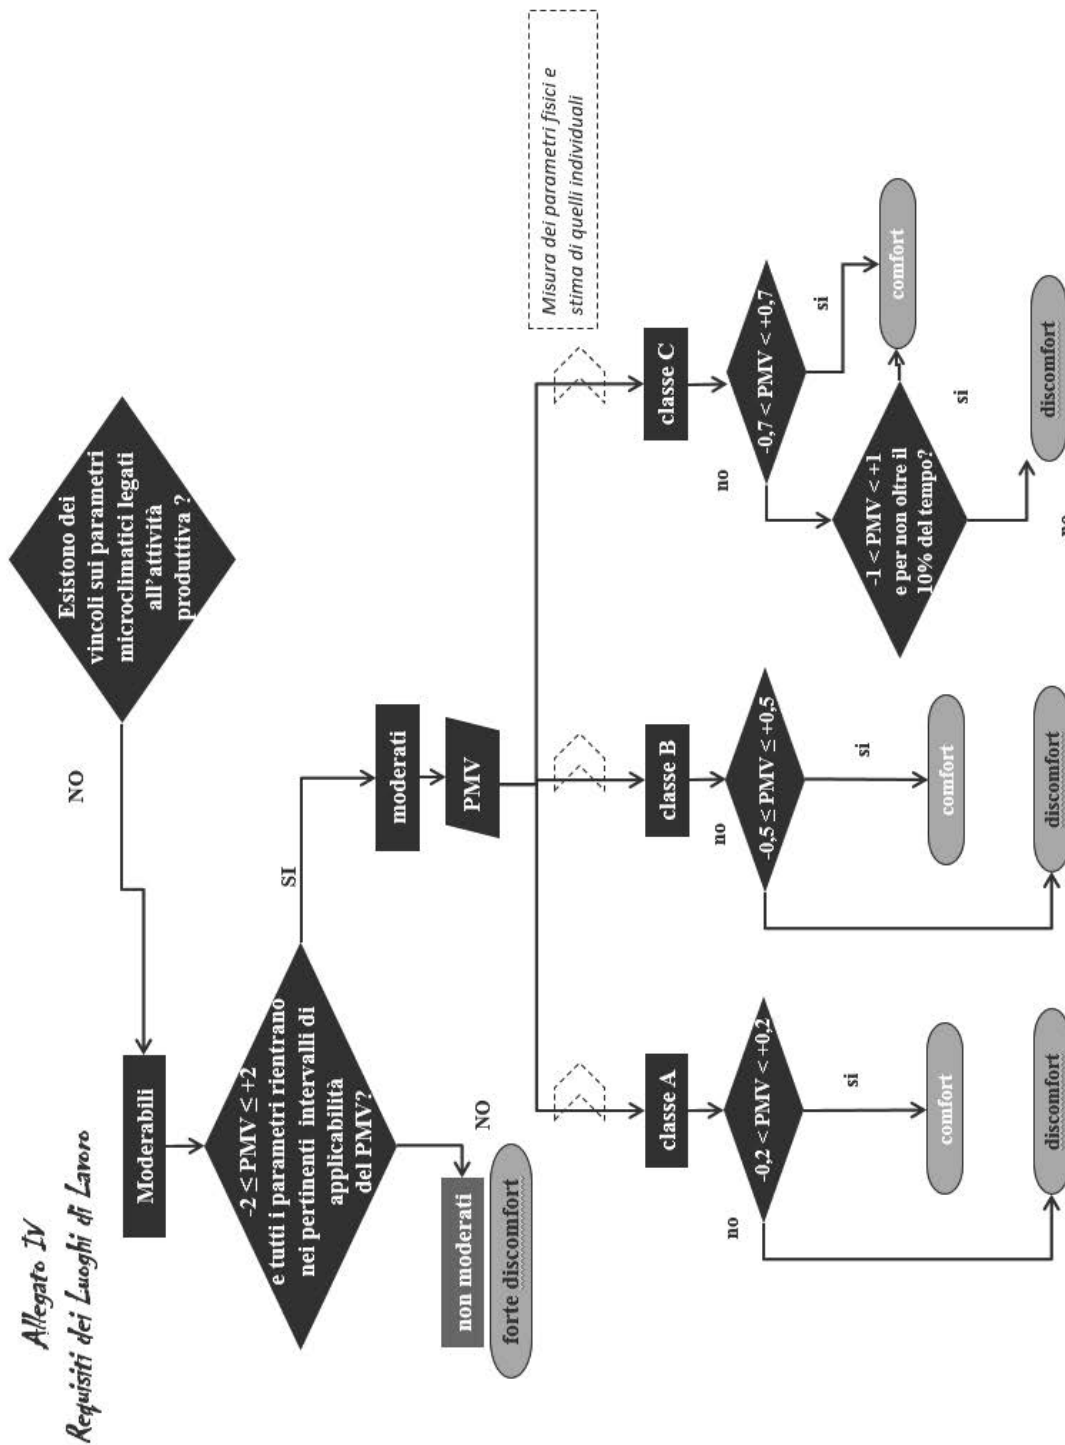 Allegato IV
Requisiti dei Luoghi di Lavoro
Esistono dei
vincoli sui parametri
microclimatici legati
all'attività
produttiva ?
NO
Moderabili
-2 ≤ PMV ≤ +2
e tutti i parametri rientrano
nei pertinenti intervalli di
applicabilità
del PMV?
SI
NO
non moderati
forte discomfort
moderati
PMV
Misura dei parametri fisici e
stima di quelli individuali
classe A
-0,2 < PMV < +0,2
no
si
comfort
discomfort
classe B
-0,5 ≤ PMV ≤ +0,5
no
si
comfort
discomfort
classe C
-0,7 < PMV < +0,7
no
si
-1 < PMV < +1
e per non oltre il
10% del tempo?
si
comfort
no
discomfort